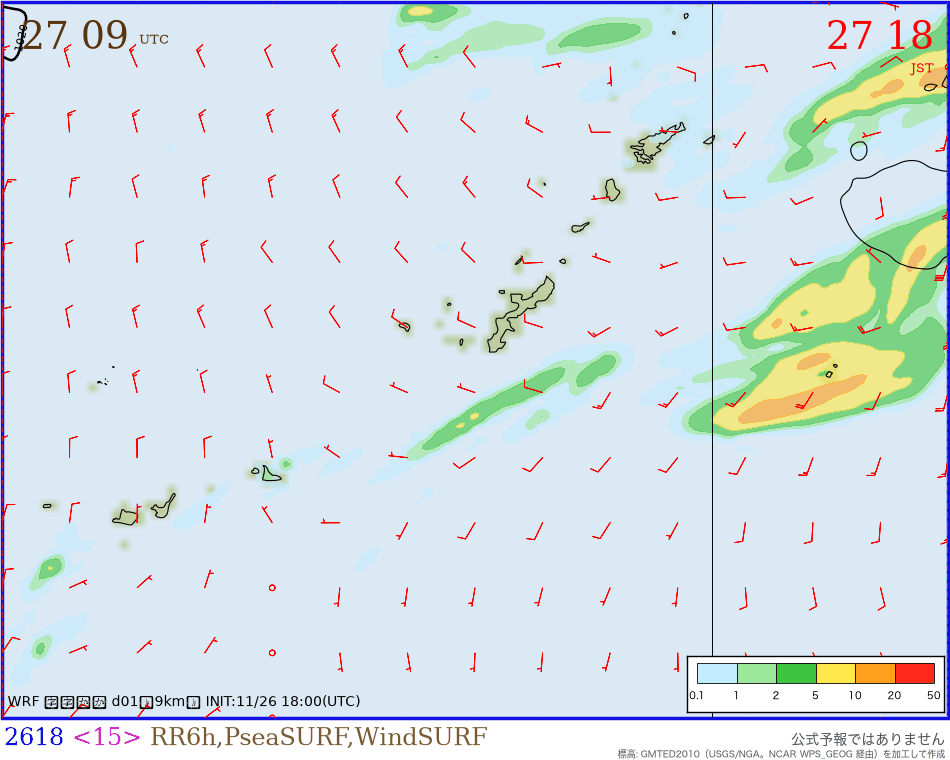 27 09 UTC
27 18
JST
1020
WRF d01 9km INIT:11/26 18:00(UTC)
0.1 1 2 5 10 20 50
2618 <15> RR6h,PseaSURF,WindSURF
公式予報ではありません
標高: GMTED2010（USGS/NGA。NCAR WPS_GEOG 経由）を加工して作成